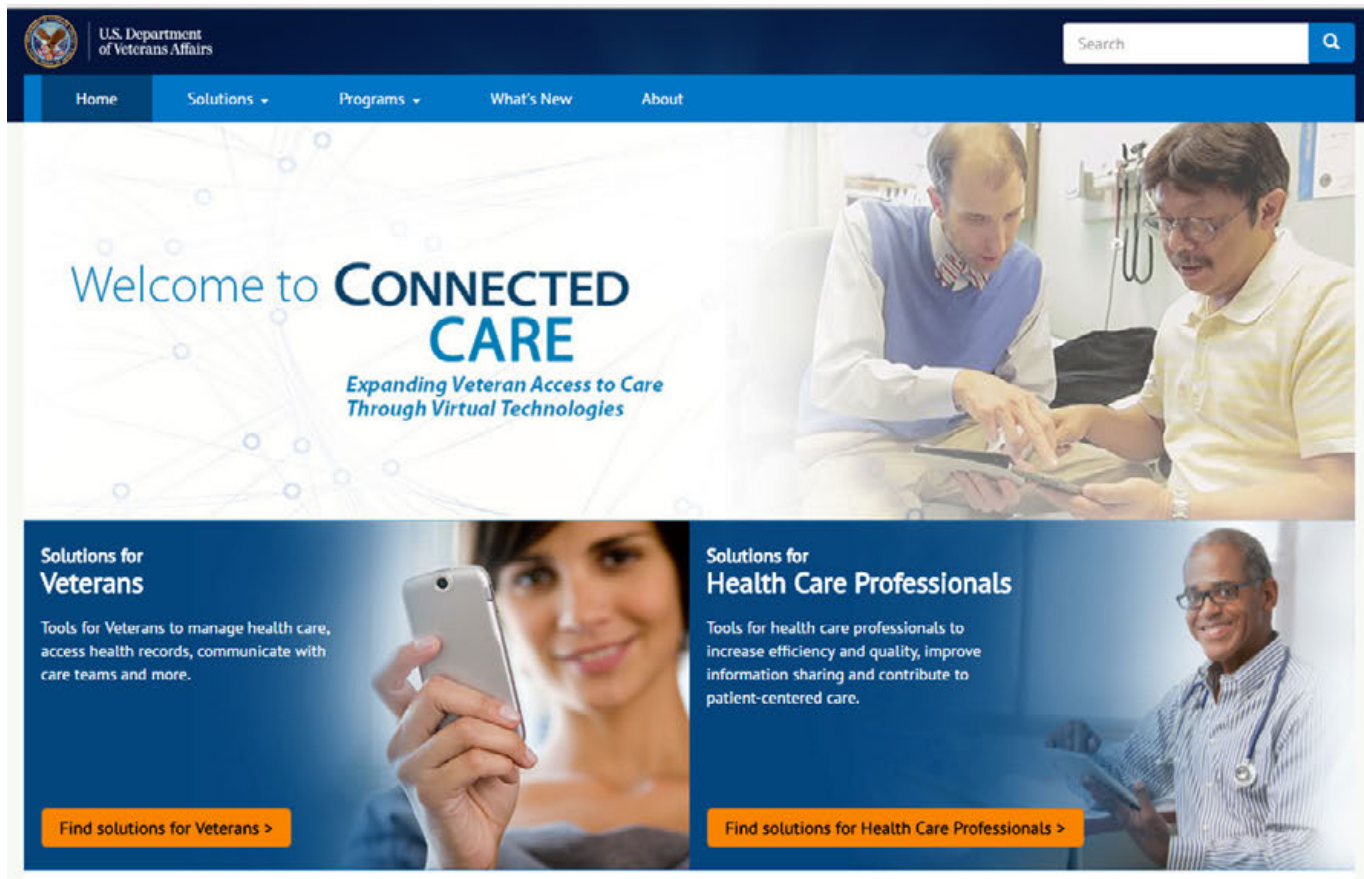 U.S. Department
of Veterans Affairs
Search
Home Solutions Programs What's New About
Welcome to CONNECTED
CARE
Expanding Veteran Access to Care
Through Virtual Technologies
Solutions for
Veterans
Tools for Veterans to manage health care,
access health records, communicate with
care teams and more.
Find solutions for Veterans >
Solutions for
Health Care Professionals
Tools for health care professionals to
increase efficiency and quality, improve
information sharing and contribute to
patient-centered care.
Find solutions for Health Care Professionals >